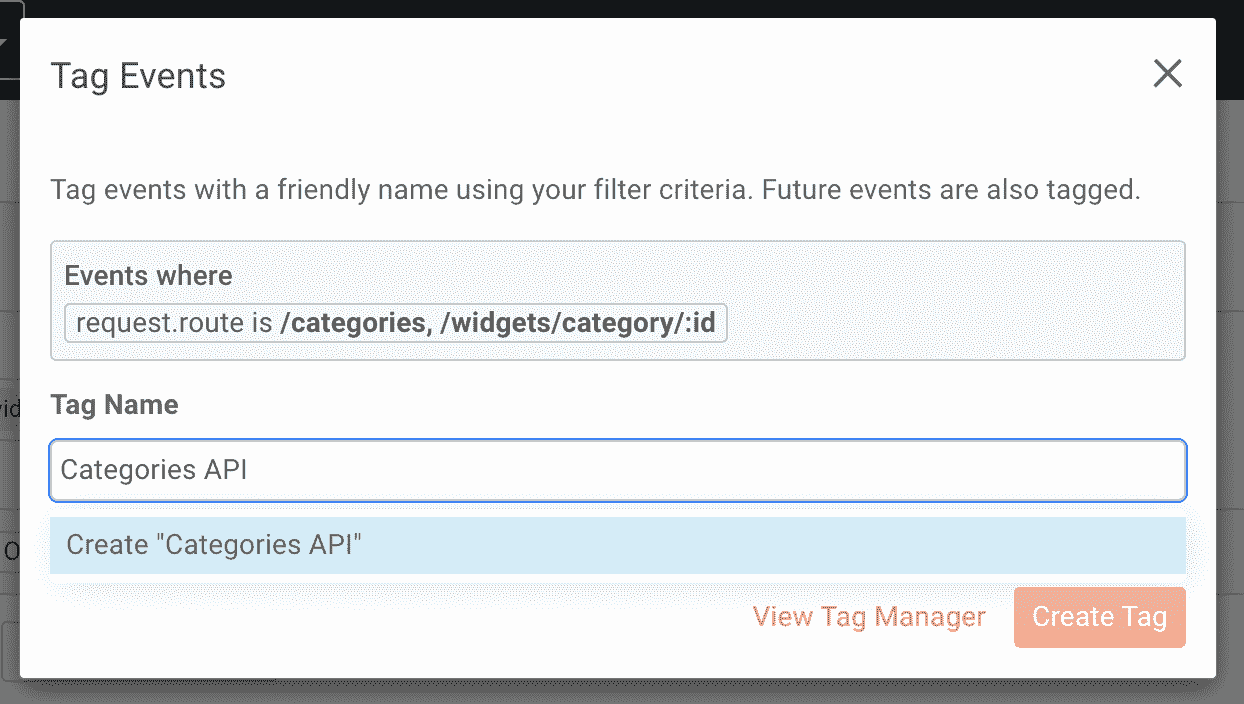 Tag Events
Tag events with a friendly name using your filter criteria. Future events are also tagged.
Events where
request.route is /categories, /widgets/category/:id
Tag Name
Categories API
Create "Categories API"
View Tag Manager
Create Tag